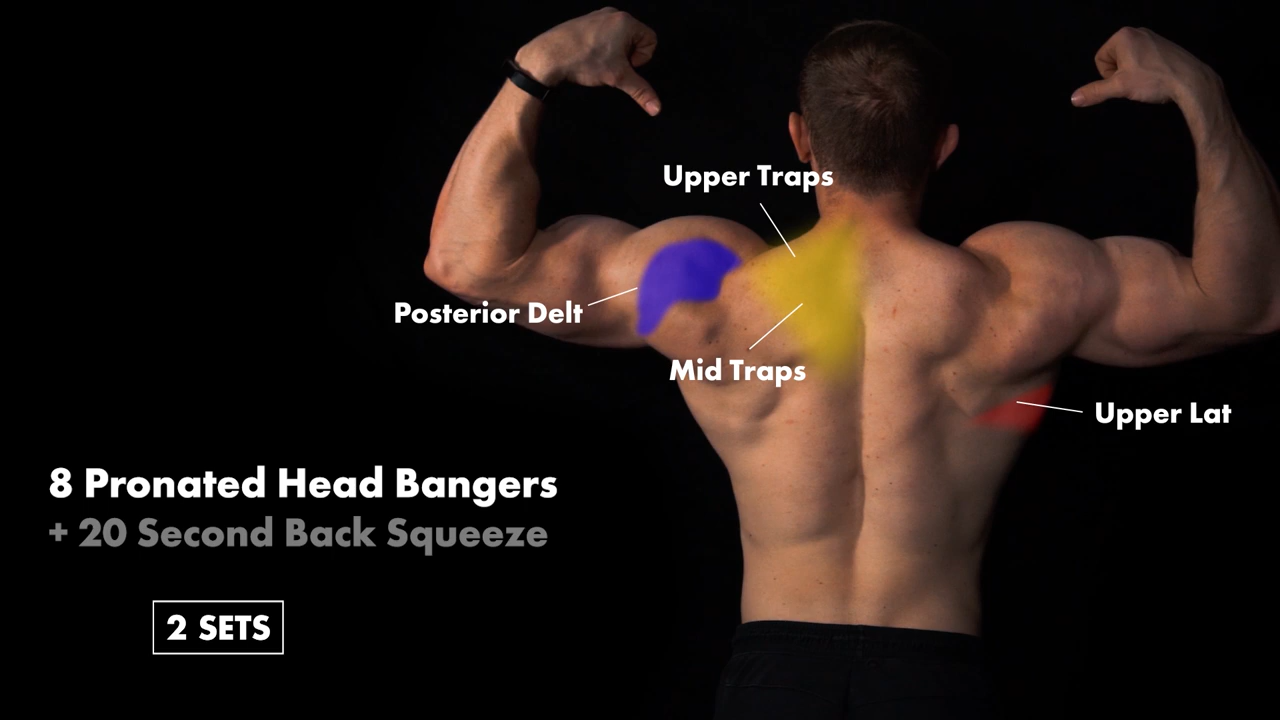 Upper Traps
Posterior Delt
Mid Traps
Upper Lat
8 Pronated Head Bangers
+ 20 Second Back Squeeze
2 SETS